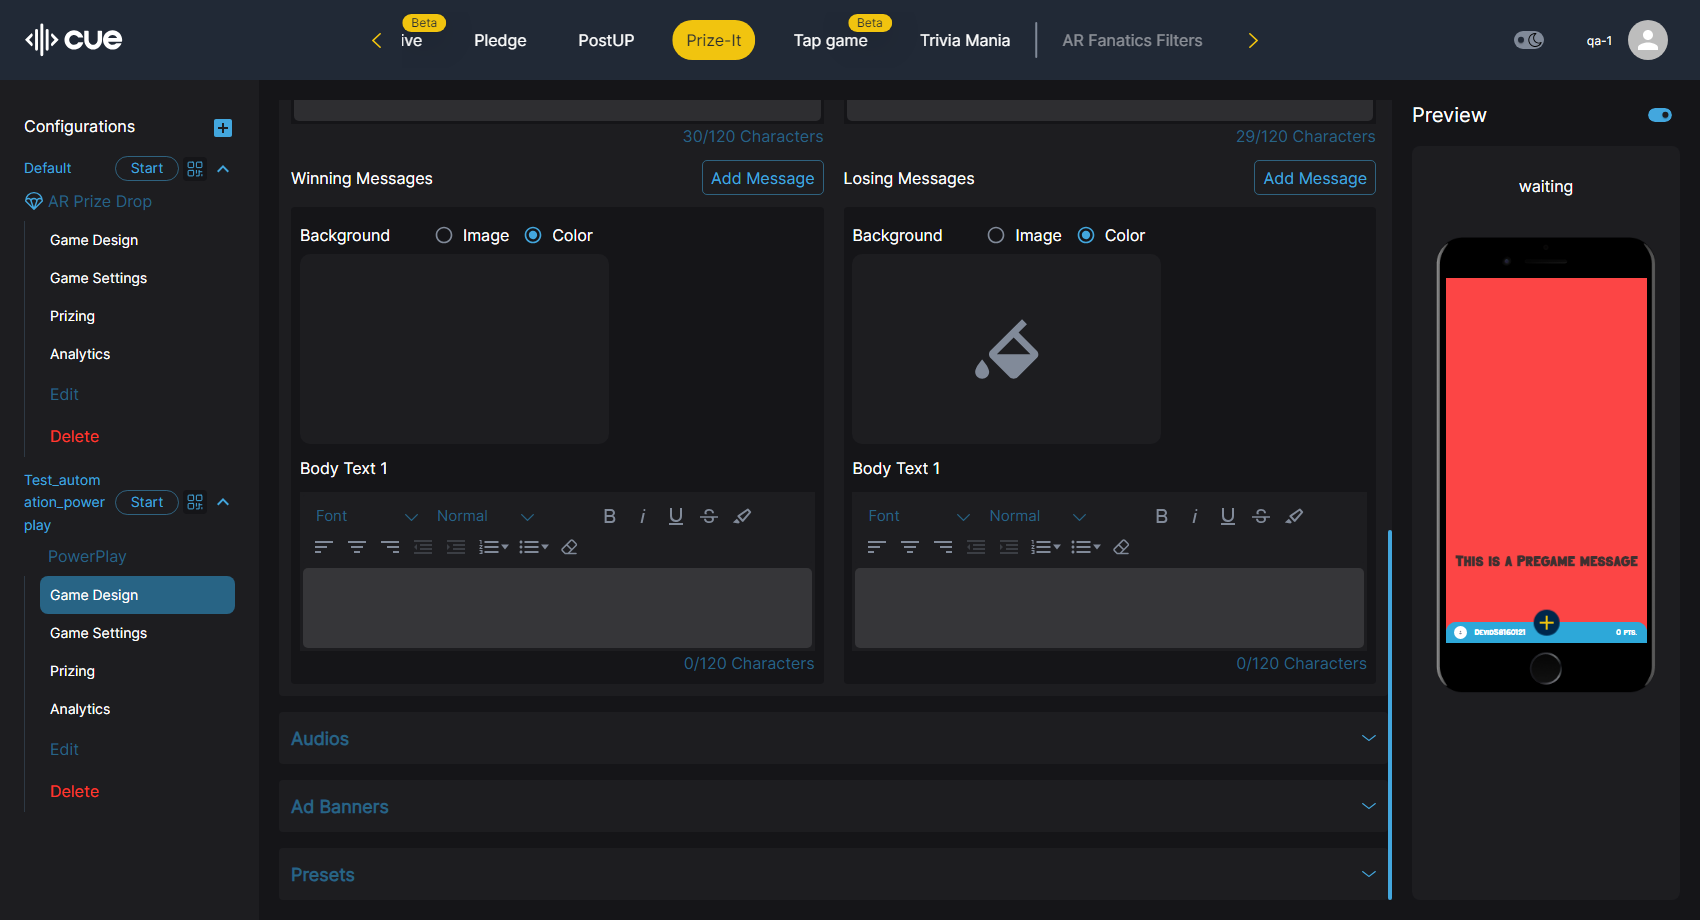 cue
ive
Beta
Pledge
PostUP
Prize-It
Tap game
Beta
Trivia Mania
AR Fanatics Filters
qa-1
Configurations
Default
Start
AR Prize Drop
Game Design
Game Settings
Prizing
Analytics
Edit
Delete
Test_autom
ation_power
play
Start
PowerPlay
Game Design
Game Settings
Prizing
Analytics
Edit
Delete
30/120 Characters
29/120 Characters
Winning Messages
Add Message
Losing Messages
Add Message
Background
Image
Color
Background
Image
Color
Body Text 1
Body Text 1
Font
Normal
B i U S
Font
Normal
B i U S
0/120 Characters
0/120 Characters
Audios
Ad Banners
Presets
Preview
waiting
This is a Pregame message
0 pts.